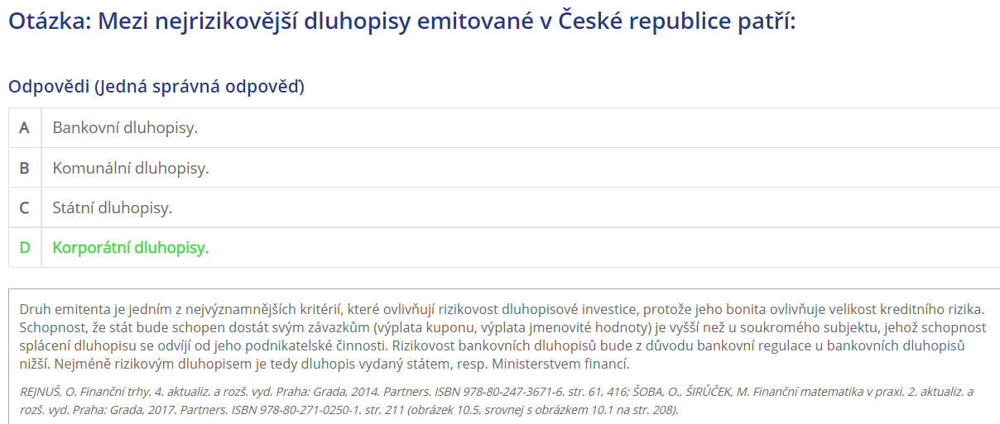 Otázka: Mezi nejrizikovější dluhopisy emitované v České republice patří:
Odpovědi (Jedná správná odpověď)
A Bankovní dluhopisy.
B Komunální dluhopisy.
C Státní dluhopisy.
D Korporátní dluhopisy.
Druh emitenta je jedním z nejvýznamnějších kritérií, které ovlivňují rizikovost dluhopisové investice, protože jeho bonita ovlivňuje velikost kreditního rizika.
Schopnost, že stát bude schopen dostát svým závazkům (výplata kuponu, výplata jmenovité hodnoty) je vyšší než u soukromého subjektu, jehož schopnost
splácení dluhopisu se odvíjí od jeho podnikatelské činnosti. Rizikovost bankovních dluhopisů bude z důvodu bankovní regulace u bankovních dluhopisů
nižší. Nejméně rizikovým dluhopisem je tedy dluhopis vydaný státem, resp. Ministerstvem financí.
REJNUŠ, O. Finanční trhy. 4. aktualiz. a rozš. vyd. Praha: Grada, 2014. Partners. ISBN 978-80-247-3671-6. str. 61, 416; ŠOBA, O., ŠIRŮČEK, M. Finanční matematika v praxi. 2. aktualiz. a
rozš. vyd. Praha: Grada, 2017. Partners. ISBN 978-80-271-0250-1. str. 211 (obrázek 10.5, srovnej s obrázkem 10.1 na str. 208).